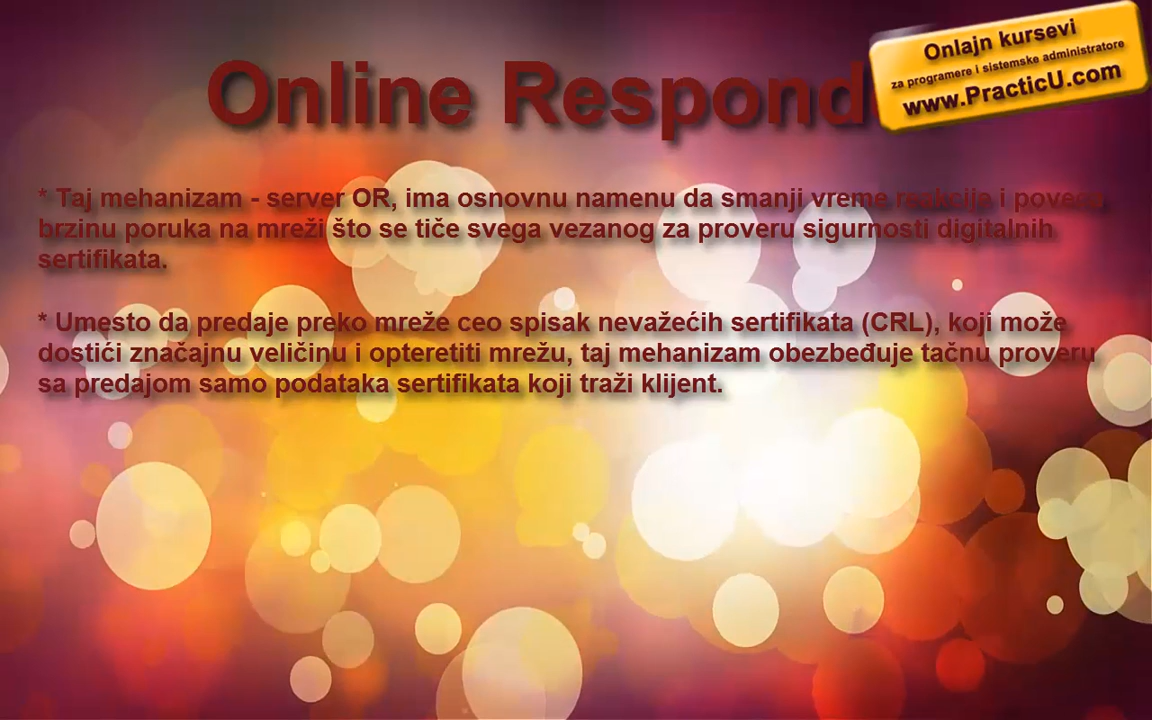 Online Respond
Onlajn kursevi
za programere i sistemske administratore
www.PracticU.com
* Taj mehanizam - server OR, ima osnovnu namenu da smanji vreme reakcije i poveća
brzinu poruka na mreži što se tiče svega vezanog za proveru sigurnosti digitalnih
sertifikata.
* Umesto da predaje preko mreže ceo spisak nevažećih sertifikata (CRL), koji može
dostići značajnu veličinu i opteretiti mrežu, taj mehanizam obezbeđuje tačnu proveru
sa predajom samo podataka sertifikata koji traži klijent.